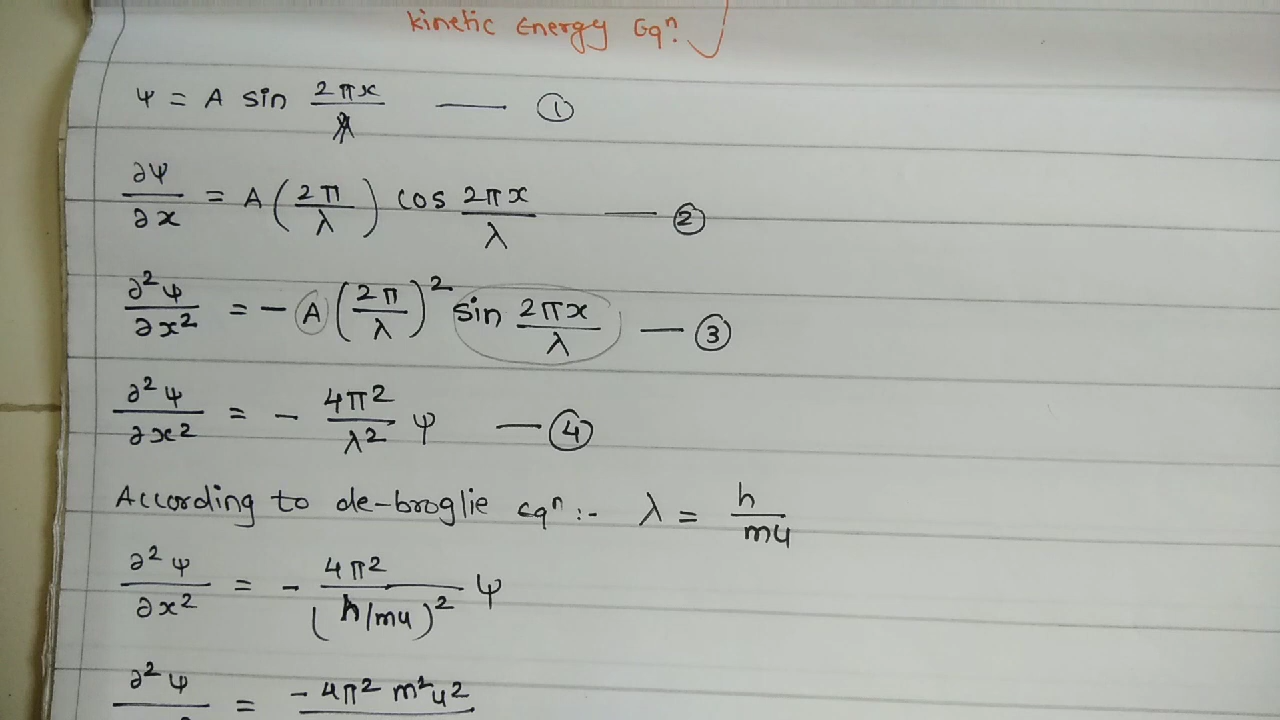 Kinetic Energy Eqⁿ.
ψ = A sin 2πx/λ —— ①
∂ψ/∂x = A(2π/λ) cos 2πx/λ —— ②
∂²ψ/∂x² = -A(2π/λ)² sin 2πx/λ — ③
∂²ψ/∂x² = - 4π²/λ² ψ — ④
According to de-broglie eqⁿ:- λ = h/mu
∂²ψ/∂x² = - 4π²/(h/mu)² ψ
∂²ψ = -4π² m²u²